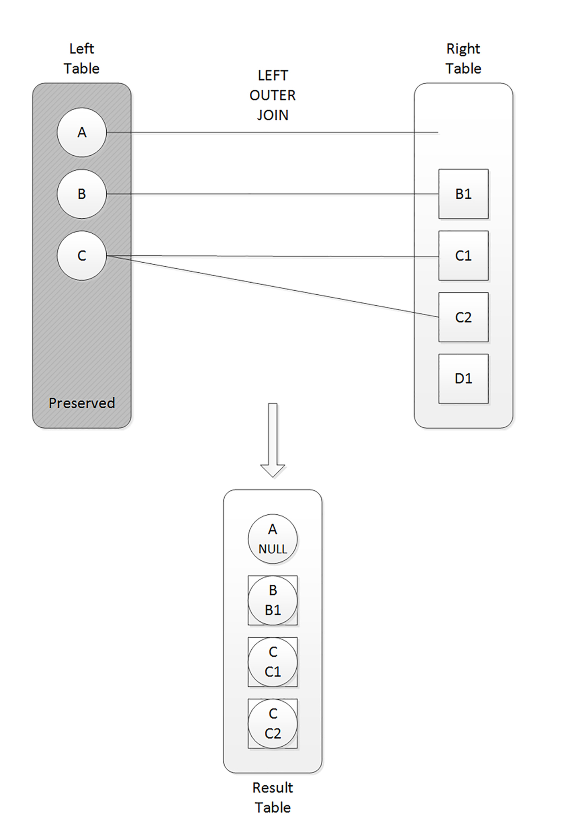 Left
Table
LEFT
OUTER
JOIN
Right
Table
A
B
C
Preserved
B1
C1
C2
D1
A
NULL
B
B1
C
C1
C
C2
Result
Table